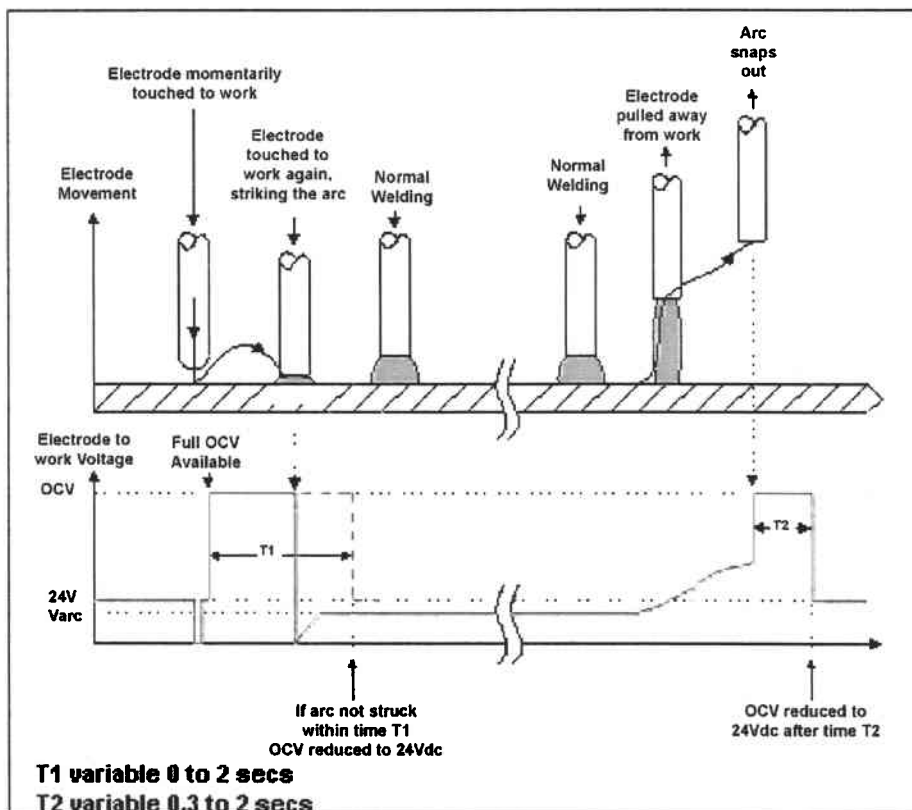 Arc
snaps
out
Electrode momentarily
touched to work
Electrode
pulled away
from work
Electrode
touched to
work again,
striking the arc
Normal
Welding
Normal
Welding
Electrode
Movement
Electrode to
work Voltage
Full OCV
Available
OCV
T1
T2
24V
Varc
If arc not struck
within time T1
OCV reduced to 24Vdc
OCV reduced to
24Vdc after time T2
T1 variable 0 to 2 secs
T2 variable 0.3 to 2 secs